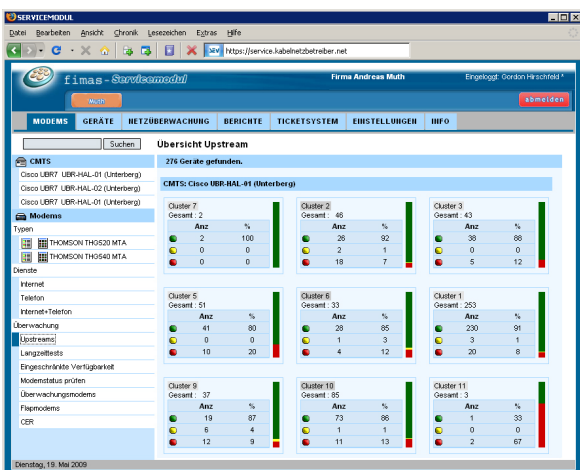 SERVICEMODUL
Datei Bearbeiten Ansicht Chronik Lesezeichen Extras Hilfe
SEV https://service.kabelnetzbetreiber.net
fimas - Servicemodul Firma Andreas Muth Eingeloggt: Gordon Hirschfeld *
Muth abmelden
MODEMS GERÄTE NETZÜBERWACHUNG BERICHTE TICKETSYSTEM EINSTELLUNGEN INFO
Suchen
CMTS
Cisco UBR7 UBR-HAL-01 (Unterberg)
Cisco UBR7 UBR-HAL-02 (Unterberg)
Cisco UBR7 UBR-HAL-01 (Unterberg)
Modems
Typen
THOMSON THG520 MTA
THOMSON THG540 MTA
Dienste
Internet
Telefon
Internet+Telefon
Überwachung
Upstreams
Langzeittests
Eingeschränkte Verfügbarkeit
Modemstatus prüfen
Überwachungsmodems
Flapmodems
CER
Übersicht Upstream
276 Geräte gefunden.
CMTS: Cisco UBR-HAL-01 (Unterberg)
Cluster 7
Gesamt : 2
Anz %
2 100
0 0
0 0
Cluster 2
Gesamt : 46
Anz %
26 92
2 1
18 7
Cluster 3
Gesamt : 43
Anz %
38 88
0 0
5 12
Cluster 5
Gesamt : 51
Anz %
41 80
0 0
10 20
Cluster 6
Gesamt : 33
Anz %
28 85
1 3
4 12
Cluster 1
Gesamt : 253
Anz %
230 91
3 1
20 8
Cluster 9
Gesamt : 37
Anz %
19 87
6 4
12 9
Cluster 10
Gesamt : 85
Anz %
73 86
1 1
11 13
Cluster 11
Gesamt : 3
Anz %
1 33
0 0
2 67
Dienstag, 19. Mai 2009